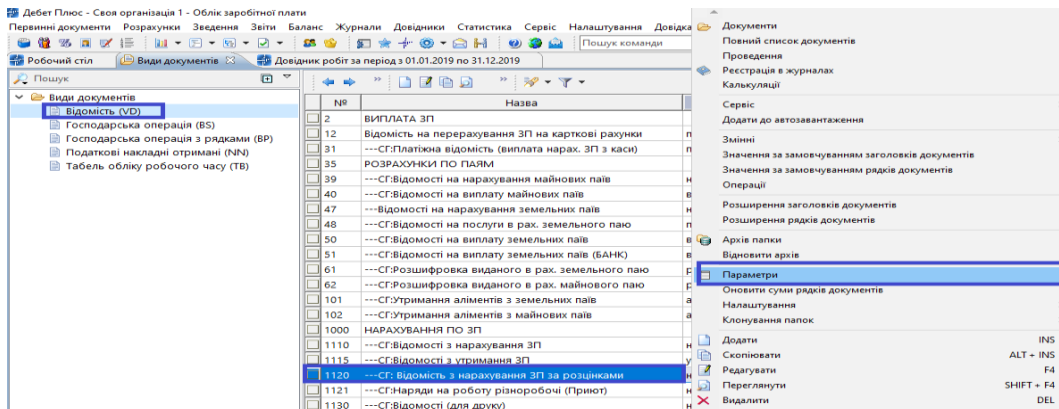 Дебет Плюс - Своя організація 1 - Облік заробітної плати
Первинні документи Розрахунки Зведення Звіти Баланс Журнали Довідники Статистика Сервіс Налаштування Довідка
Пошук команди
Робочий стіл Види документів Довідник робіт за період з 01.01.2019 по 31.12.2019
Пошук
Види документів
Відомість (VD)
Господарська операція (BS)
Господарська операція з рядками (BP)
Податкові накладні отримані (NN)
Табель обліку робочого часу (TB)
№ Назва
2 ВИПЛАТА ЗП
12 Відомість на перерахування ЗП на карткові рахунки
31 ---СГ:Платіжна відомість (виплата нарах. ЗП з каси)
35 РОЗРАХУНКИ ПО ПАЯМ
39 ---СГ:Відомості на нарахування майнових паїв
40 ---СГ:Відомості на виплату майнових паїв
47 ---Відомості на нарахування земельних паїв
48 ---СГ:Відомості на послуги в рах. земельного паю
50 ---СГ:Відомості на виплату земельних паїв
51 ---СГ:Відомості на виплату земельних паїв (БАНК)
61 ---СГ:Розшифровка виданого в рах. земельного паю
62 ---СГ:Розшифровка виданого в рах. майнового паю
101 ---СГ:Утримання аліментів з земельних паїв
102 ---СГ:Утримання аліментів з майнових паїв
1000 НАРАХУВАННЯ ПО ЗП
1110 ---СГ:Відомості з нарахування ЗП
1115 ---СГ:Відомості з утримання ЗП
1120 ---СГ: Відомість з нарахування ЗП за розцінками
1121 ---СГ:Наряди на роботу різноробочі (Приют)
1130 ---СГ:Відомості (для друку)
Документи
Повний список документів
Проведення
Реєстрація в журналах
Калькуляції
Сервіс
Додати до автозавантаження
Змінні
Значення за замовчуванням заголовків документів
Значення за замовчуванням рядків документів
Операції
Розширення заголовків документів
Розширення рядків документів
Архів папки
Відновити архів
Параметри
Оновити суми рядків документів
Налаштування
Клонування папок
Додати INS
Скопіювати ALT + INS
Редагувати F4
Переглянути SHIFT + F4
Видалити DEL